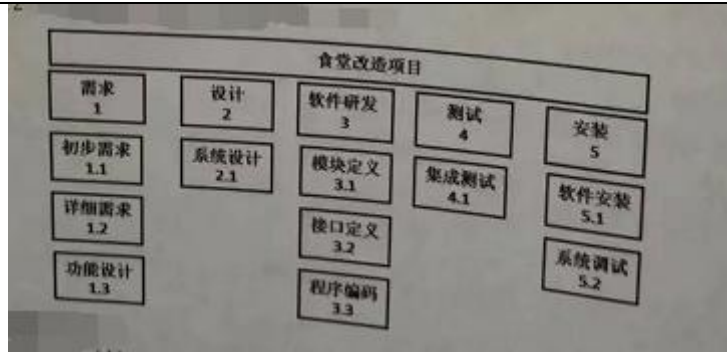 食堂改造项目
需求
1
设计
2
软件研发
3
测试
4
安装
5
初步需求
1.1
系统设计
2.1
模块定义
3.1
集成测试
4.1
软件安装
5.1
详细需求
1.2
接口定义
3.2
系统调试
5.2
功能设计
1.3
程序编码
3.3